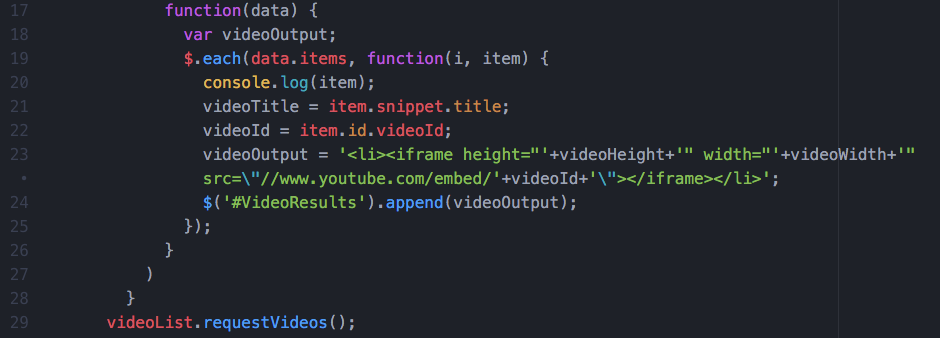 17 function(data) {
18 var videoOutput;
19 $.each(data.items, function(i, item) {
20 console.log(item);
21 videoTitle = item.snippet.title;
22 videoId = item.id.videoId;
23 videoOutput = '<li><iframe height="'+videoHeight+'" width="'+videoWidth+'"
• src=\"//www.youtube.com/embed/'+videoId+'\"></iframe></li>';
24 $('#VideoResults').append(videoOutput);
25 });
26 }
27 )
28 }
29 videoList.requestVideos();